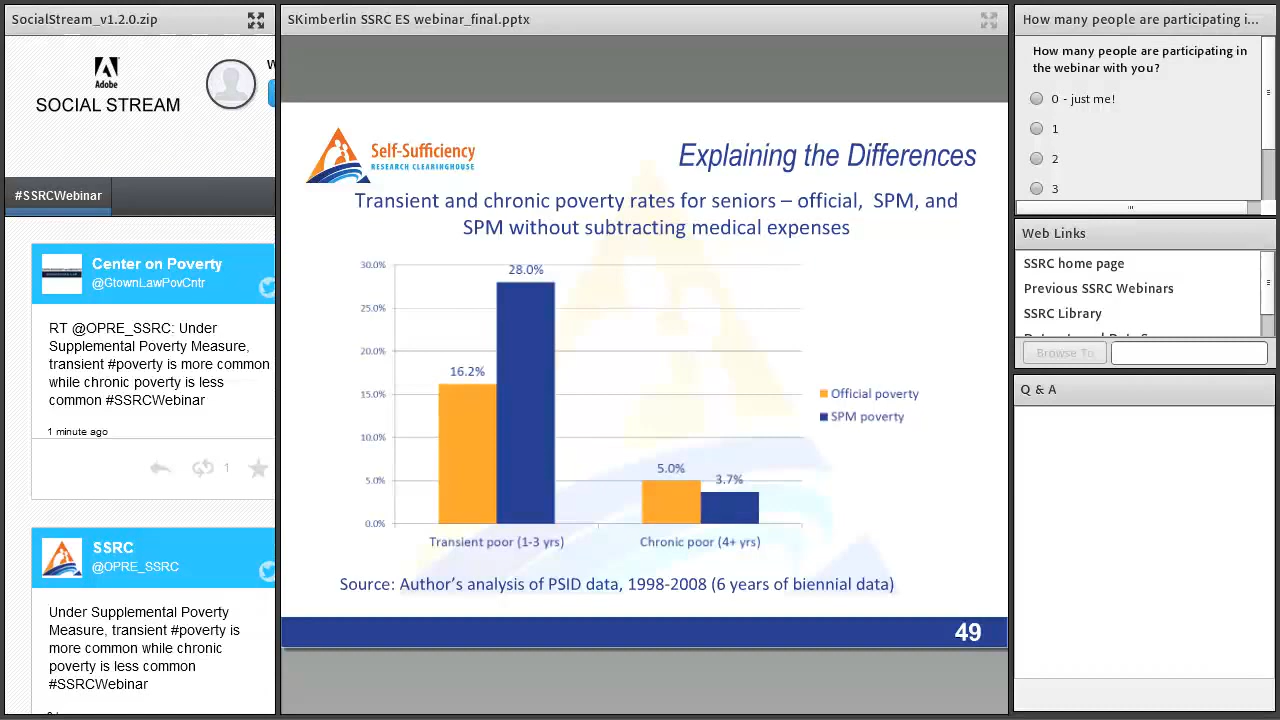 SocialStream_v1.2.0.zip
Adobe
SOCIAL STREAM
#SSRCWebinar
Center on Poverty
@GtownLawPovCntr
RT @OPRE_SSRC: Under
Supplemental Poverty Measure,
transient #poverty is more common
while chronic poverty is less
common #SSRCWebinar
1 minute ago
1
SSRC
@OPRE_SSRC
Under Supplemental Poverty
Measure, transient #poverty is
more common while chronic
poverty is less common
#SSRCWebinar
SKimberlin SSRC ES webinar_final.pptx
Self-Sufficiency
RESEARCH CLEARINGHOUSE
Explaining the Differences
Transient and chronic poverty rates for seniors – official, SPM, and
SPM without subtracting medical expenses
30.0%
25.0%
20.0%
15.0%
10.0%
5.0%
0.0%
16.2%
28.0%
5.0%
3.7%
Transient poor (1-3 yrs)
Chronic poor (4+ yrs)
Official poverty
SPM poverty
Source: Author's analysis of PSID data, 1998-2008 (6 years of biennial data)
49
How many people are participating i...
How many people are participating in
the webinar with you?
0 - just me!
1
2
3
Web Links
SSRC home page
Previous SSRC Webinars
SSRC Library
Browse To
Q & A